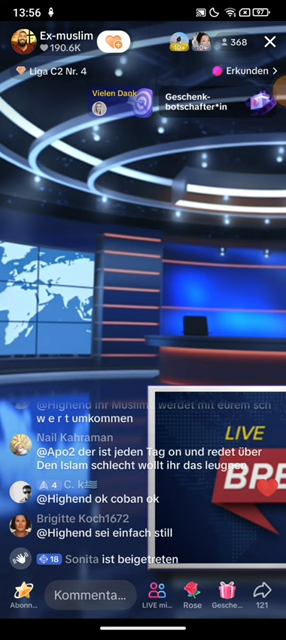 13:56
97
Ex-muslim
190.6K
10+
10+
368
Liga C2 Nr. 4
Erkunden
Vielen Dank
Geschenk-
botschafter*in
@Highend ihr Muslime werdet mit eurem sch
w e r t umkommen
Nail Kahraman
@Apo2 der ist jeden Tag on und redet über
Den Islam schlecht wollt ihr das leugnen
4 C. k
@Highend ok coban ok
Brigitte Koch1672
@Highend sei einfach still
18 Sonita ist beigetreten
LIVE
Kommenta...
Abonn...
LIVE mi...
Rose
Gesche...
121